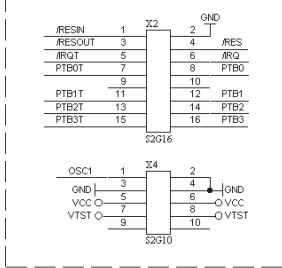 GND
X2
/RESIN 1 2
/RESOUT 3 4 /RES
/IRQT 5 6 /IRQ
PTB0T 7 8 PTB0
9 10
PTB1T 11 12 PTB1
PTB2T 13 14 PTB2
PTB3T 15 16 PTB3
S2G16
X4
OSC1 1 2
GND 3 4 GND
VCC 5 6 VCC
VTST 7 8 VTST
9 10
S2G10